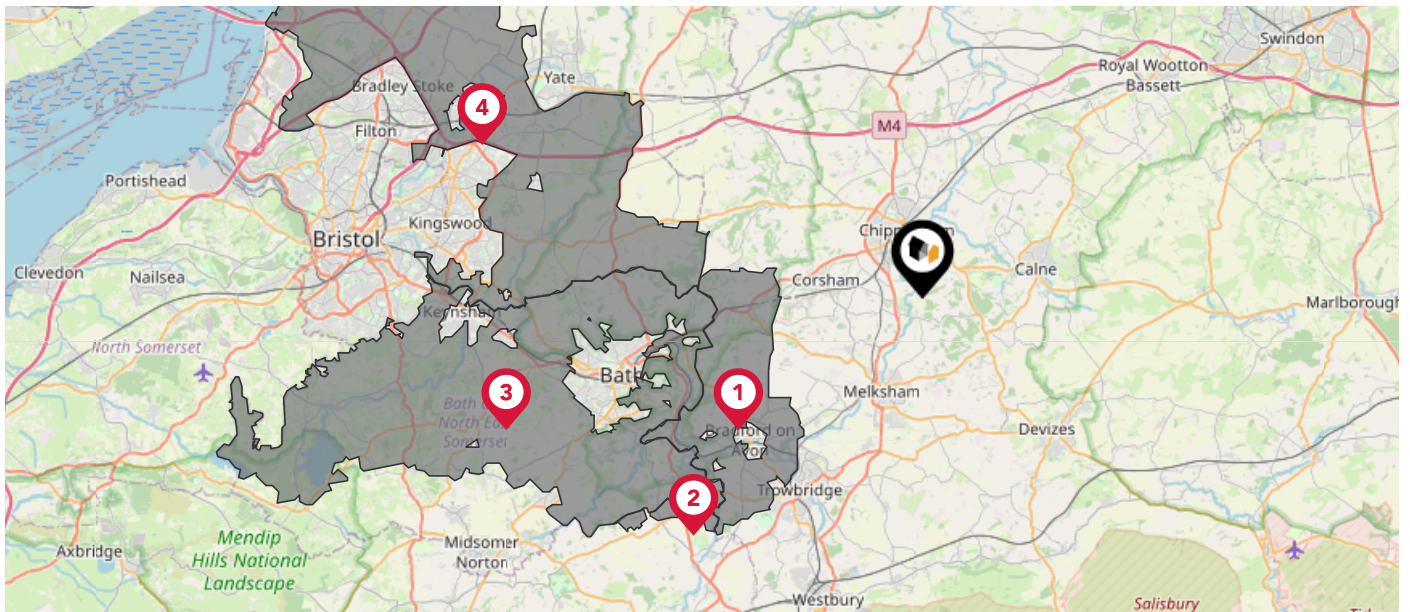 Swindon
Royal Wootton
Bassett
Yate
Bradley Stoke
4
Filton
M4
Portishead
Kingswood
Bristol
Chippenham
Clevedon
Nailsea
Corsham
Calne
Marlborough
Keynsham
North Somerset
Bath
3
1
Melksham
Bath
North East
Somerset
Bradford on
Avon
Devizes
2
Trowbridge
Mendip
Hills National
Landscape
Axbridge
Midsomer
Norton
Westbury
Salisbury